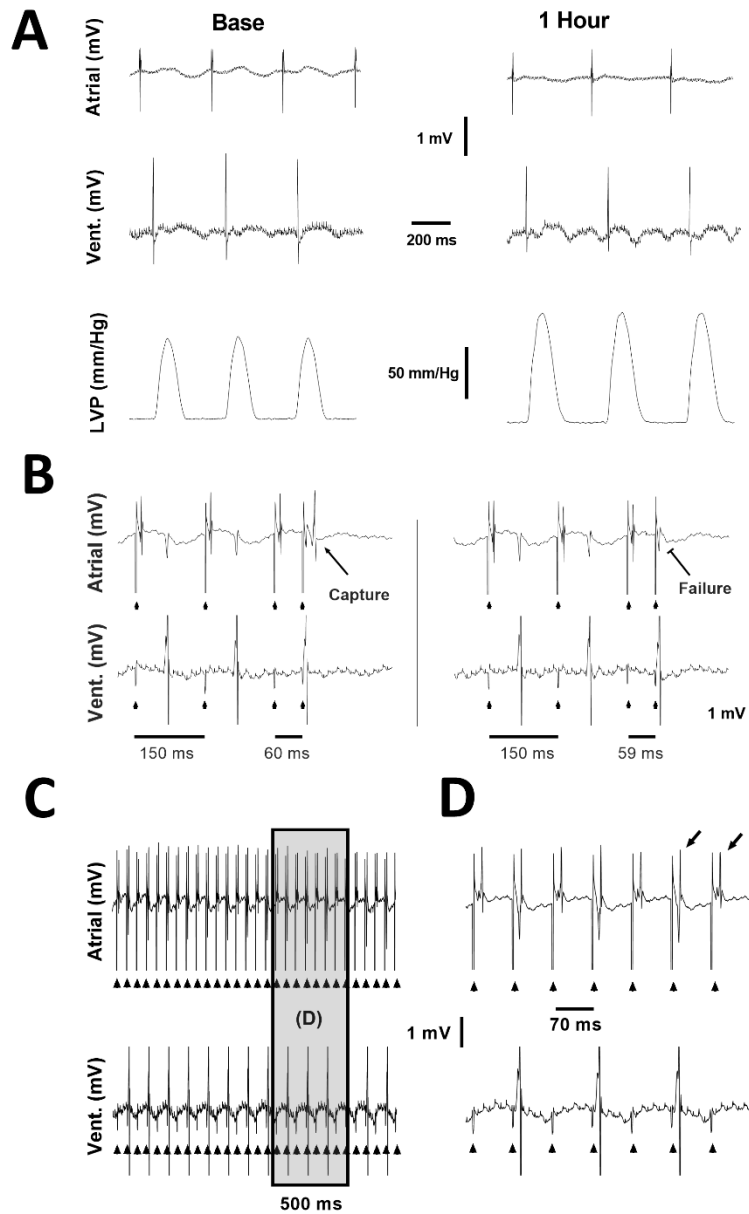 A
Base
1 Hour
Atrial (mV)
1 mV
Vent. (mV)
200 ms
LVP (mm/Hg)
50 mm/Hg
B
Atrial (mV)
Capture
Failure
Vent. (mV)
1 mV
150 ms
60 ms
150 ms
59 ms
C
D
Atrial (mV)
(D)
70 ms
1 mV
Vent. (mV)
500 ms